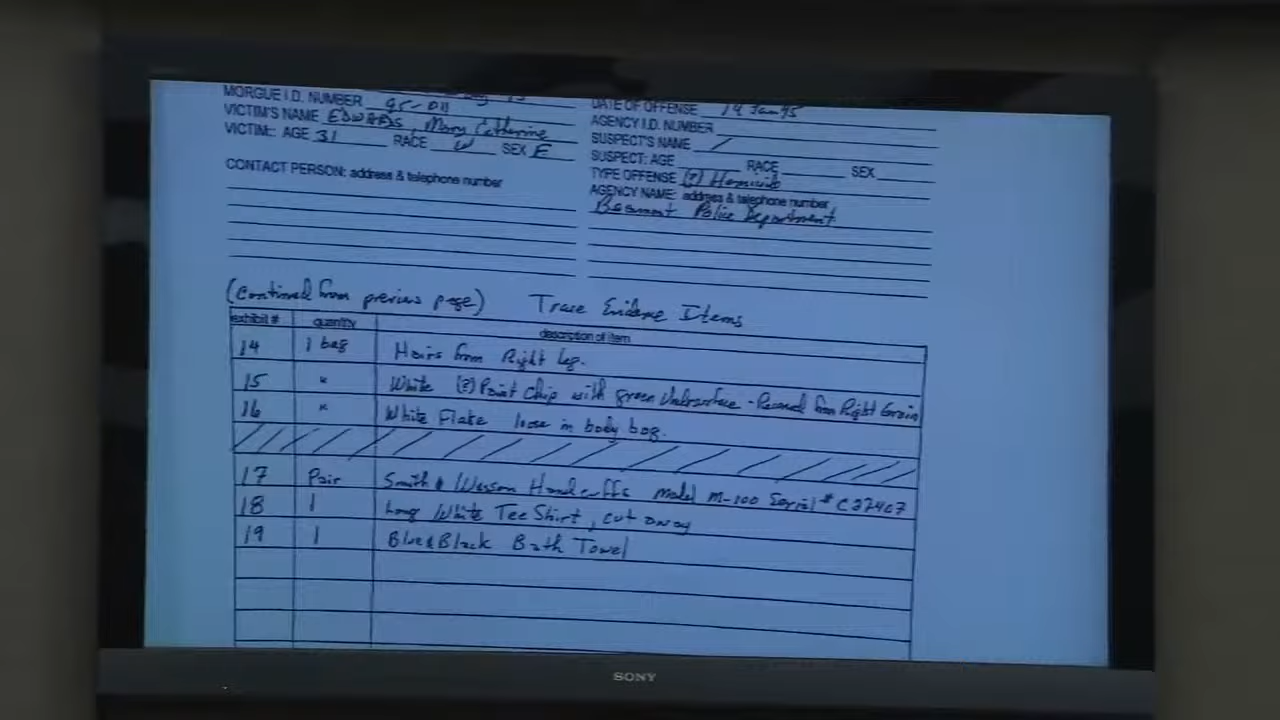 MORGUE I.D. NUMBER 95-011
VICTIM'S NAME EDWARDS Mary Catherine
VICTIM: AGE 31 RACE W SEX F
CONTACT PERSON: address & telephone number
DATE OF OFFENSE 14 Jan 95
AGENCY I.D. NUMBER
SUSPECT'S NAME /
SUSPECT: AGE RACE SEX
TYPE OFFENSE (?) Homicide
AGENCY NAME: address & telephone number
Beaumont Police Department
(Continued from previous page) Trace Evidence Items
exhibit # quantity description of item
14 1 bag Hairs from Right leg.
15 " White (?) Paint Chip with green Undersurface - Removed from Right Groin
16 " White Flake loose in body bag.
17 Pair Smith & Wesson Handcuffs model M-100 Serial #
18 1 Long White Tee Shirt, cut away
19 1 Blue & Black Bath Towel
SONY